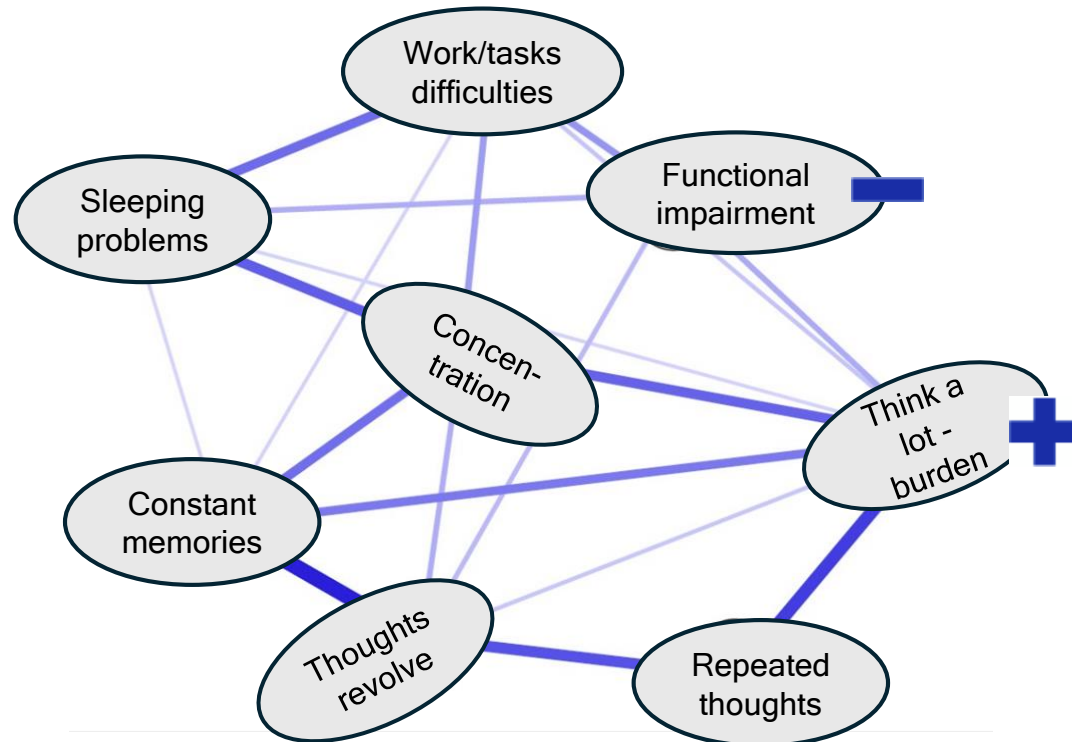 Work/tasks
difficulties
Functional
impairment
Sleeping
problems
Concen-
tration
Think a
lot -
burden
Constant
memories
Thoughts
revolve
Repeated
thoughts